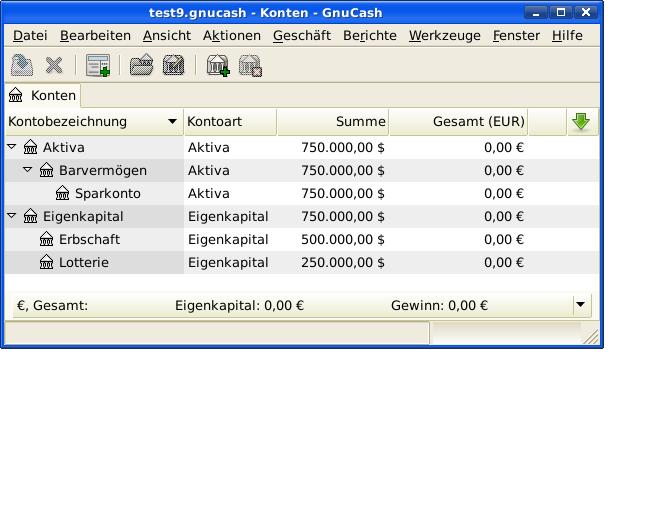 test9.gnucash - Konten - GnuCash
Datei Bearbeiten Ansicht Aktionen Geschäft Berichte Werkzeuge Fenster Hilfe
Konten
Kontobezeichnung Kontoart Summe Gesamt (EUR)
Aktiva Aktiva 750.000,00 $ 0,00 €
Barvermögen Aktiva 750.000,00 $ 0,00 €
Sparkonto Aktiva 750.000,00 $ 0,00 €
Eigenkapital Eigenkapital 750.000,00 $ 0,00 €
Erbschaft Eigenkapital 500.000,00 $ 0,00 €
Lotterie Eigenkapital 250.000,00 $ 0,00 €
€, Gesamt: Eigenkapital: 0,00 € Gewinn: 0,00 €